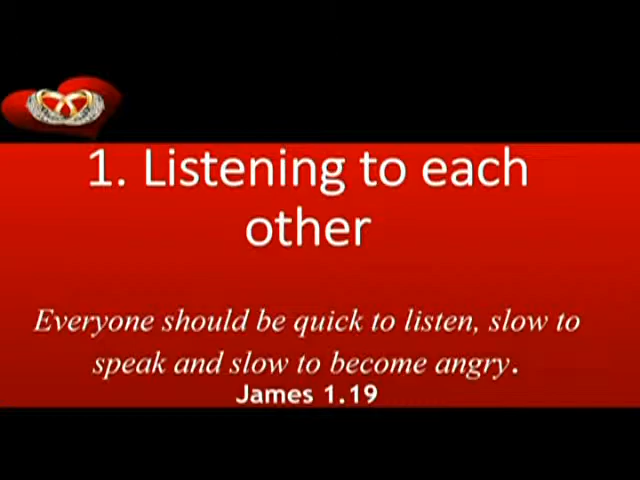 1. Listening to each
other
Everyone should be quick to listen, slow to
speak and slow to become angry.
James 1.19